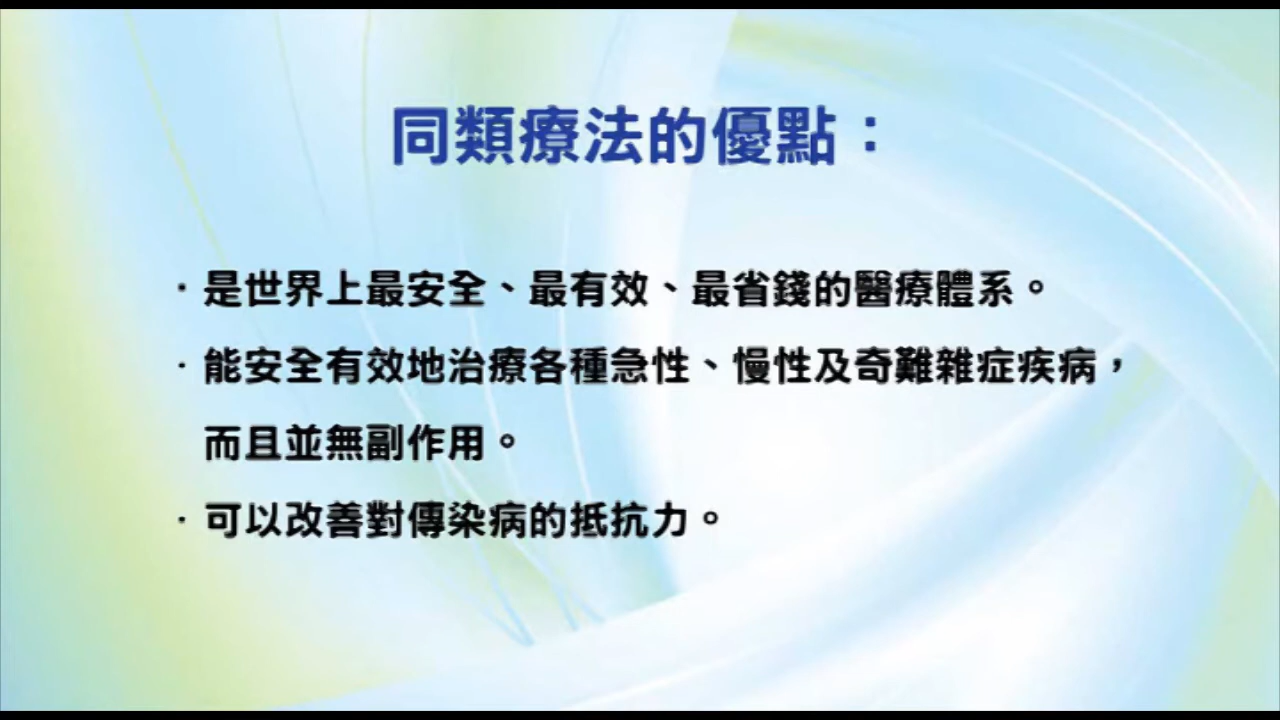 同類療法的優點：
·是世界上最安全、最有效、最省錢的醫療體系。
·能安全有效地治療各種急性、慢性及奇難雜症疾病，
而且並無副作用。
·可以改善對傳染病的抵抗力。